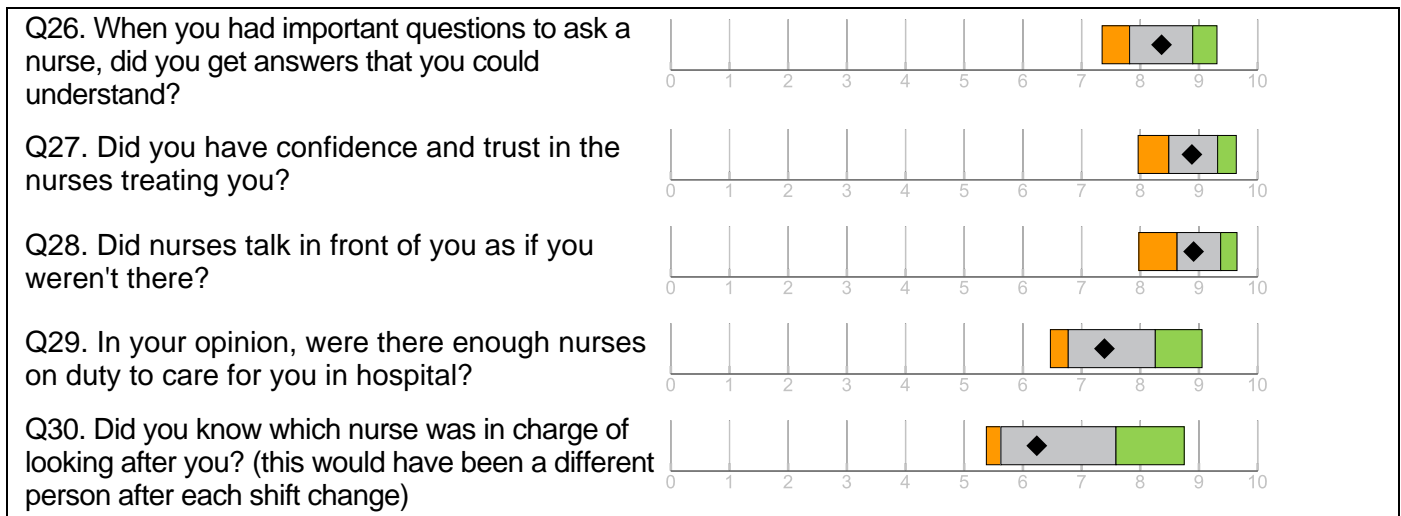 Q26. When you had important questions to ask a
nurse, did you get answers that you could
understand?
0 1 2 3 4 5 6 7 8 9 10
Q27. Did you have confidence and trust in the
nurses treating you?
0 1 2 3 4 5 6 7 8 9 10
Q28. Did nurses talk in front of you as if you
weren't there?
0 1 2 3 4 5 6 7 8 9 10
Q29. In your opinion, were there enough nurses
on duty to care for you in hospital?
0 1 2 3 4 5 6 7 8 9 10
Q30. Did you know which nurse was in charge of
looking after you? (this would have been a different
person after each shift change)
0 1 2 3 4 5 6 7 8 9 10